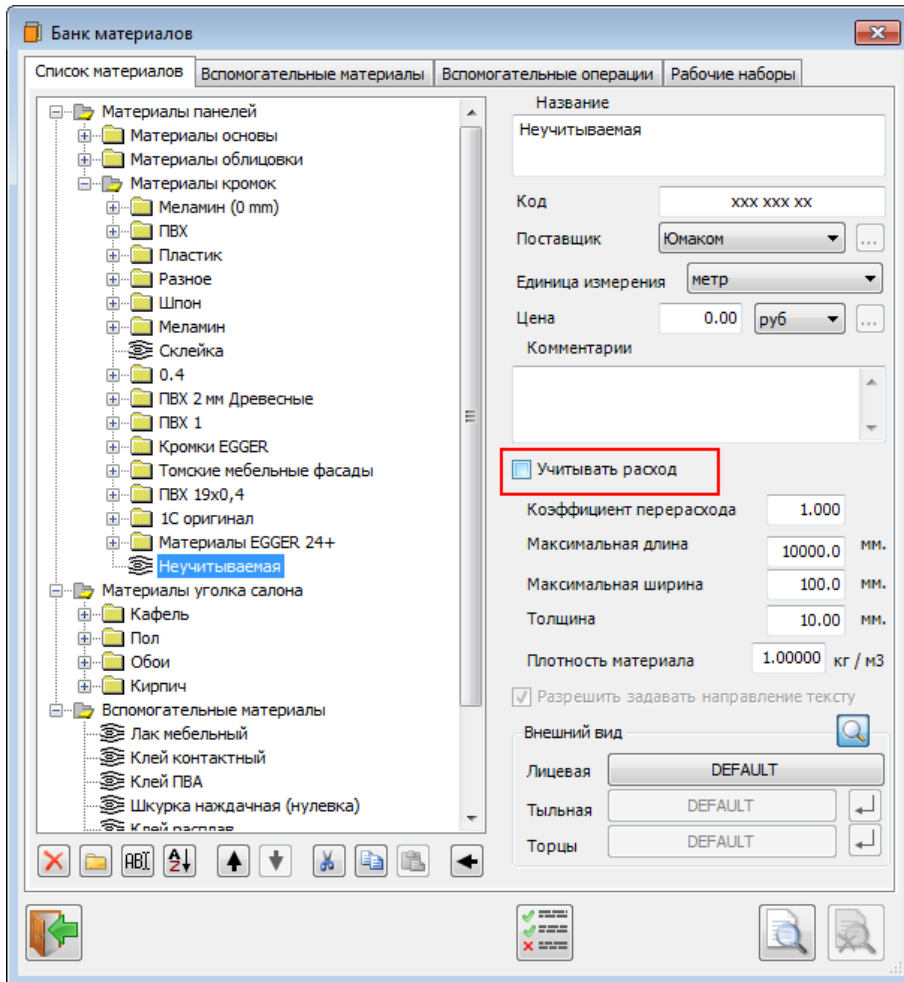 Банк материалов
Список материалов
Вспомогательные материалы
Вспомогательные операции
Рабочие наборы
Материалы панелей
Материалы основы
Материалы облицовки
Материалы кромок
Меламин (0 mm)
ПВХ
Пластик
Разное
Шпон
Меламин
Склейка
0.4
ПВХ 2 мм Древесные
ПВХ 1
Кромки EGGER
Томские мебельные фасады
ПВХ 19х0,4
1С оригинал
Материалы EGGER 24+
Неучитываемая
Материалы уголка салона
Кафель
Пол
Обои
Кирпич
Вспомогательные материалы
Лак мебельный
Клей контактный
Клей ПВА
Шкурка наждачная (нулевка)
Клей расплав
Название
Неучитываемая
Код xxx xxx xx
Поставщик Юмаком ...
Единица измерения метр
Цена 0.00 руб ...
Комментарии
Учитывать расход
Коэффициент перерасхода 1.000
Максимальная длина 10000.0 мм.
Максимальная ширина 100.0 мм.
Толщина 10.00 мм.
Плотность материала 1.00000 кг / м3
Разрешить задавать направление тексту
Внешний вид
Лицевая DEFAULT
Тыльная DEFAULT
Торцы DEFAULT